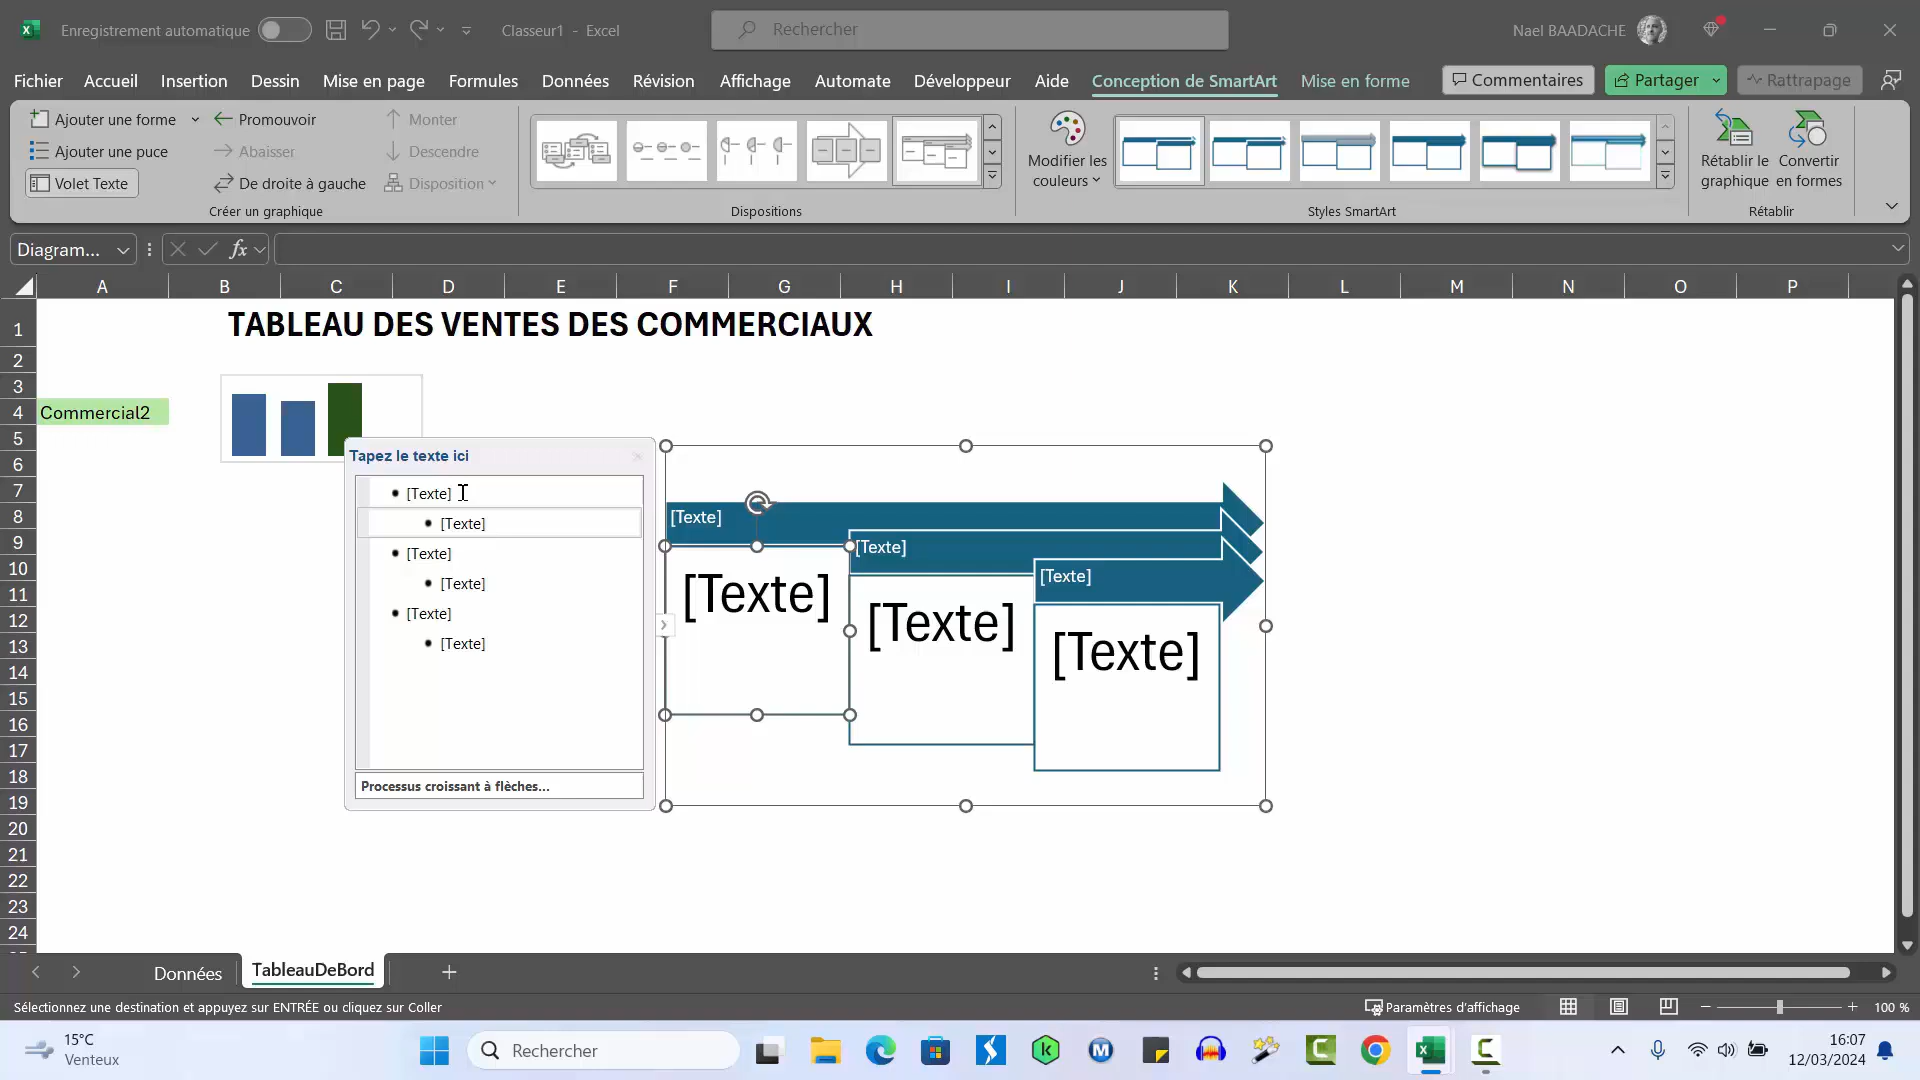 Enregistrement automatique
Classeur1 - Excel
Rechercher
Nael BAADACHE
Fichier Accueil Insertion Dessin Mise en page Formules Données Révision Affichage Automate Développeur Aide Conception de SmartArt Mise en forme Commentaires Partager Rattrapage
Ajouter une forme
Ajouter une puce
Volet Texte
Promouvoir
Abaisser
De droite à gauche
Monter
Descendre
Disposition
Créer un graphique
Dispositions
Modifier les
couleurs
Styles SmartArt
Rétablir le
graphique
Convertir
en formes
Rétablir
Diagram...
fx
A B C D E F G H I J K L M N O P
1
2
3
4
5
6
7
8
9
10
11
12
13
14
15
16
17
18
19
20
21
22
23
24
TABLEAU DES VENTES DES COMMERCIAUX
Commercial2
Tapez le texte ici
[Texte]
[Texte]
[Texte]
[Texte]
[Texte]
[Texte]
Processus croissant à flèches...
[Texte]
[Texte]
[Texte]
[Texte]
[Texte]
[Texte]
Données TableauDeBord
Sélectionnez une destination et appuyez sur ENTRÉE ou cliquez sur Coller
Paramètres d'affichage
100 %
15°C
Venteux
Rechercher
16:07
12/03/2024